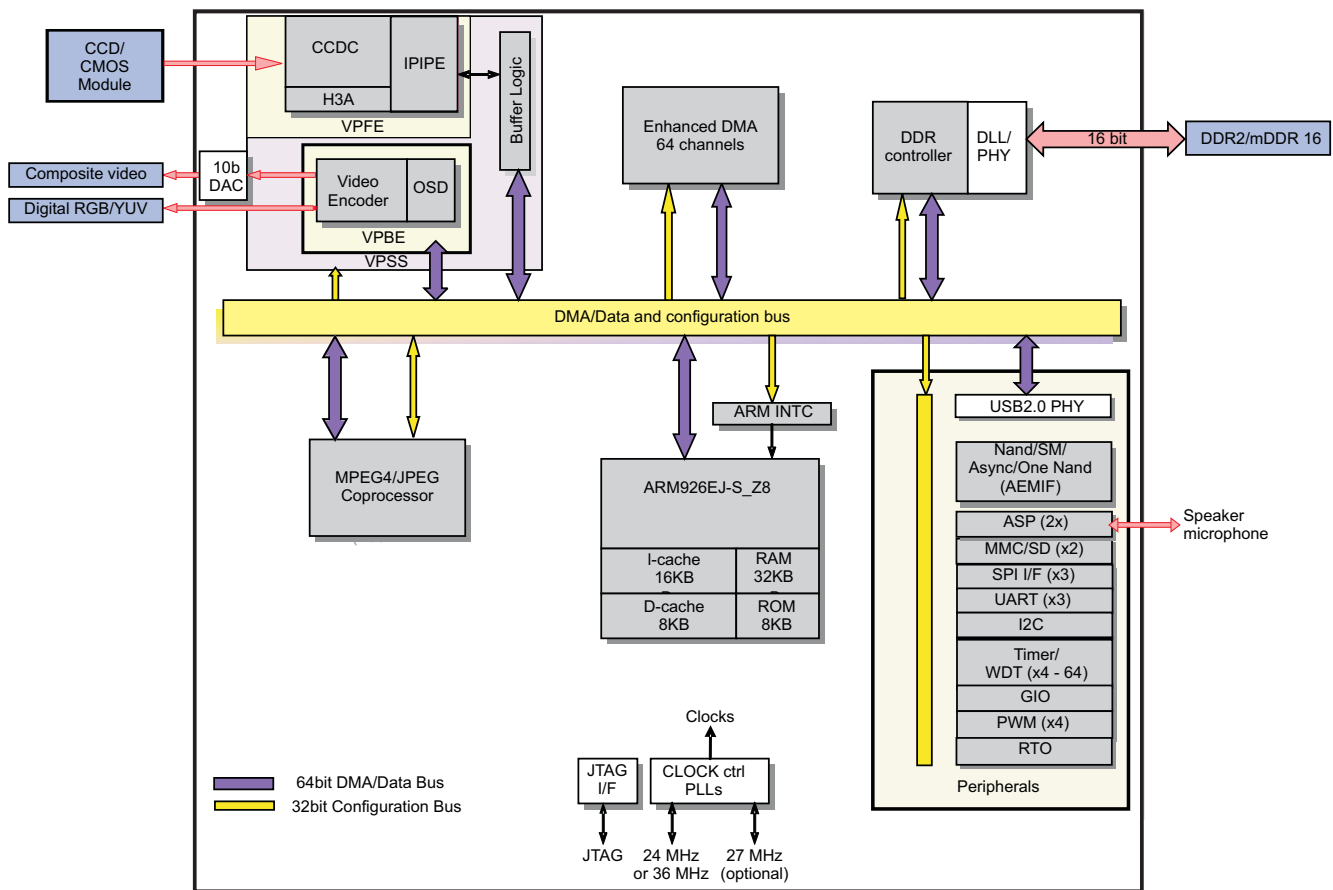 CCD/
CMOS
Module
CCDC
IPIPE
H3A
VPFE
Buffer Logic
Composite video
Digital RGB/YUV
10b
DAC
Video
Encoder
OSD
VPBE
VPSS
Enhanced DMA
64 channels
DDR
controller
DLL/
PHY
16 bit
DDR2/mDDR 16
DMA/Data and configuration bus
MPEG4/JPEG
Coprocessor
ARM INTC
ARM926EJ-S_Z8
I-cache
16KB
RAM
32KB
D-cache
8KB
ROM
8KB
USB2.0 PHY
Nand/SM/
Async/One Nand
(AEMIF)
ASP (2x)
MMC/SD (x2)
SPI I/F (x3)
UART (x3)
I2C
Timer/
WDT (x4 - 64)
GIO
PWM (x4)
RTO
Peripherals
Speaker
microphone
Clocks
JTAG
I/F
CLOCK ctrl
PLLs
JTAG
24 MHz
or 36 MHz
27 MHz
(optional)
64bit DMA/Data Bus
32bit Configuration Bus